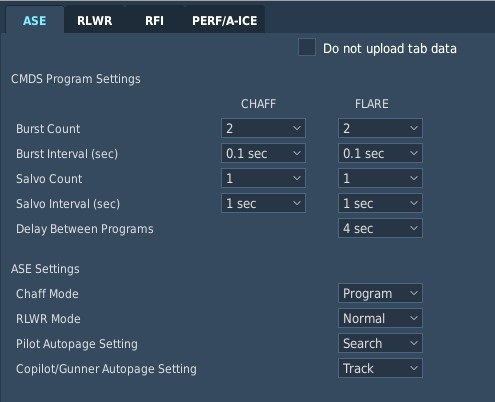 ASE RLWR RFI PERF/A-ICE
Do not upload tab data
CMDS Program Settings
CHAFF FLARE
Burst Count 2 2
Burst Interval (sec) 0.1 sec 0.1 sec
Salvo Count 1 1
Salvo Interval (sec) 1 sec 1 sec
Delay Between Programs 4 sec
ASE Settings
Chaff Mode Program
RLWR Mode Normal
Pilot Autopage Setting Search
Copilot/Gunner Autopage Setting Track